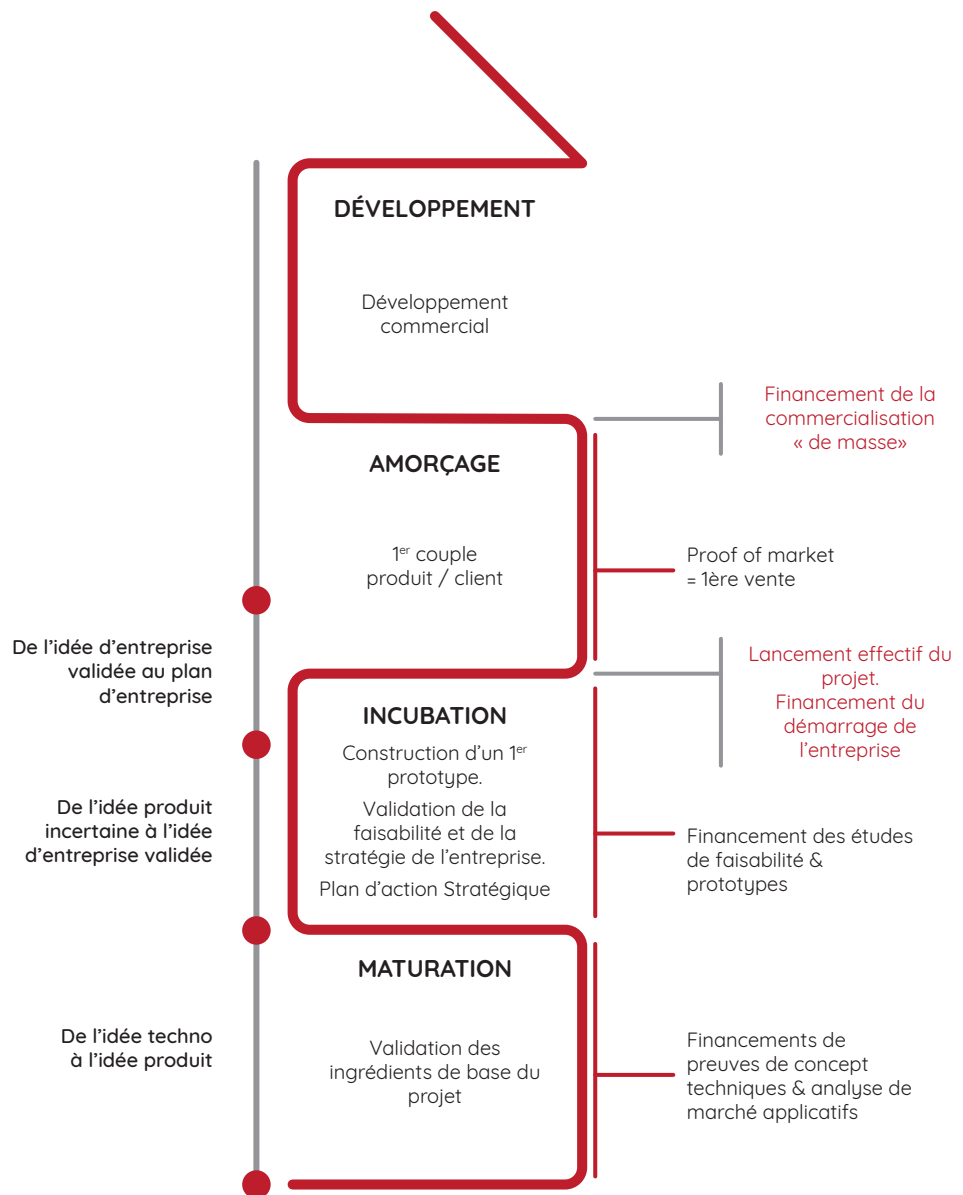 DÉVELOPPEMENT
Développement
commercial
Financement de la
commercialisation
« de masse»
AMORÇAGE
1er couple
produit / client
Proof of market
= 1ère vente
De l'idée d'entreprise
validée au plan
d'entreprise
Lancement effectif du
projet.
Financement du
démarrage de
l'entreprise
INCUBATION
Construction d'un 1er
prototype.
Validation de la
faisabilité et de la
stratégie de l'entreprise.
Plan d'action Stratégique
De l'idée produit
incertaine à l'idée
d'entreprise validée
Financement des études
de faisabilité &
prototypes
MATURATION
Validation des
ingrédients de base du
projet
De l'idée techno
à l'idée produit
Financements de
preuves de concept
techniques & analyse de
marché applicatifs